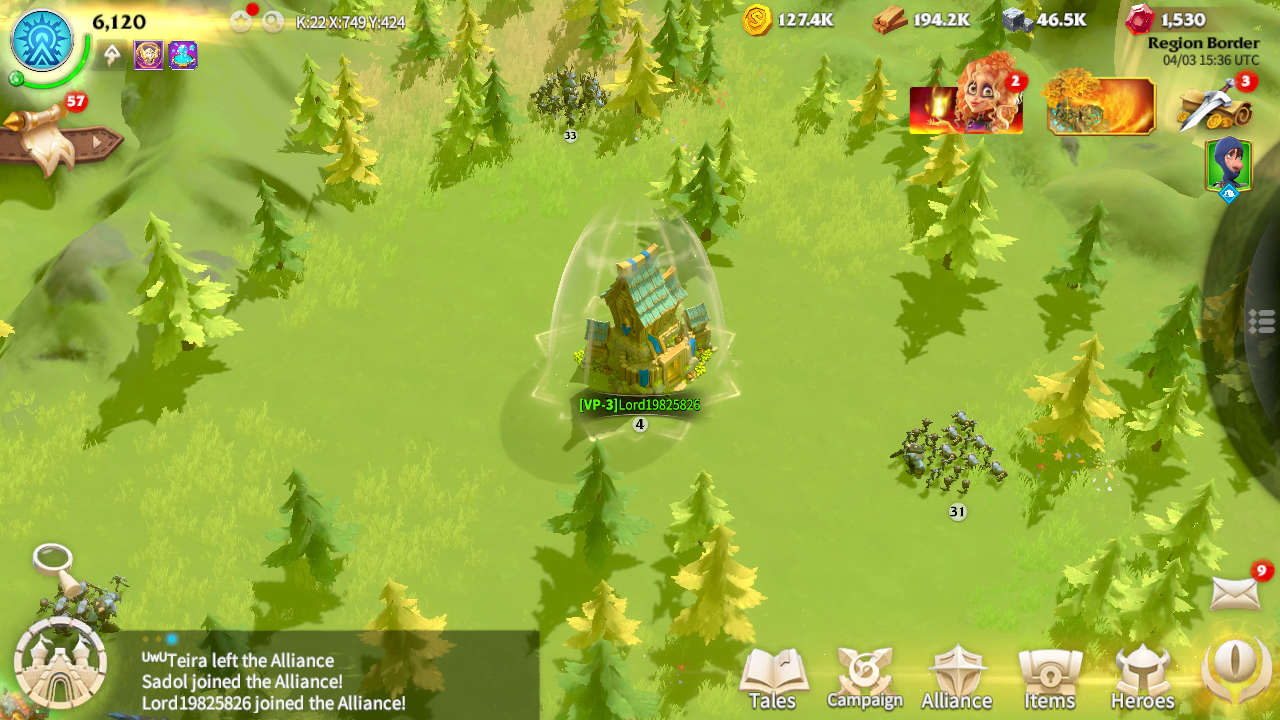 6,120
K:22 X:749 Y:424
127.4K
194.2K
46.5K
1,530
Region Border
04/03 15:36 UTC
57
2
3
33
[VP-3]Lord19825826
4
31
9
UwUTeira left the Alliance
Sadol joined the Alliance!
Lord19825826 joined the Alliance!
Tales
Campaign
Alliance
Items
Heroes